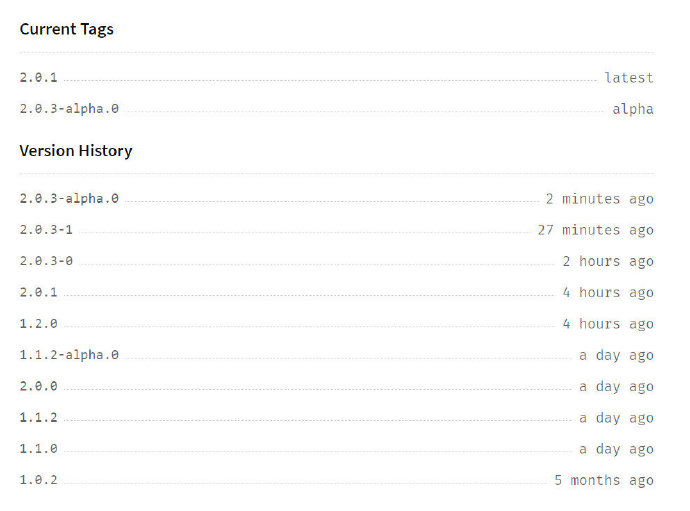 Current Tags
2.0.1 latest
2.0.3-alpha.0 alpha
Version History
2.0.3-alpha.0 2 minutes ago
2.0.3-1 27 minutes ago
2.0.3-0 2 hours ago
2.0.1 4 hours ago
1.2.0 4 hours ago
1.1.2-alpha.0 a day ago
2.0.0 a day ago
1.1.2 a day ago
1.1.0 a day ago
1.0.2 5 months ago